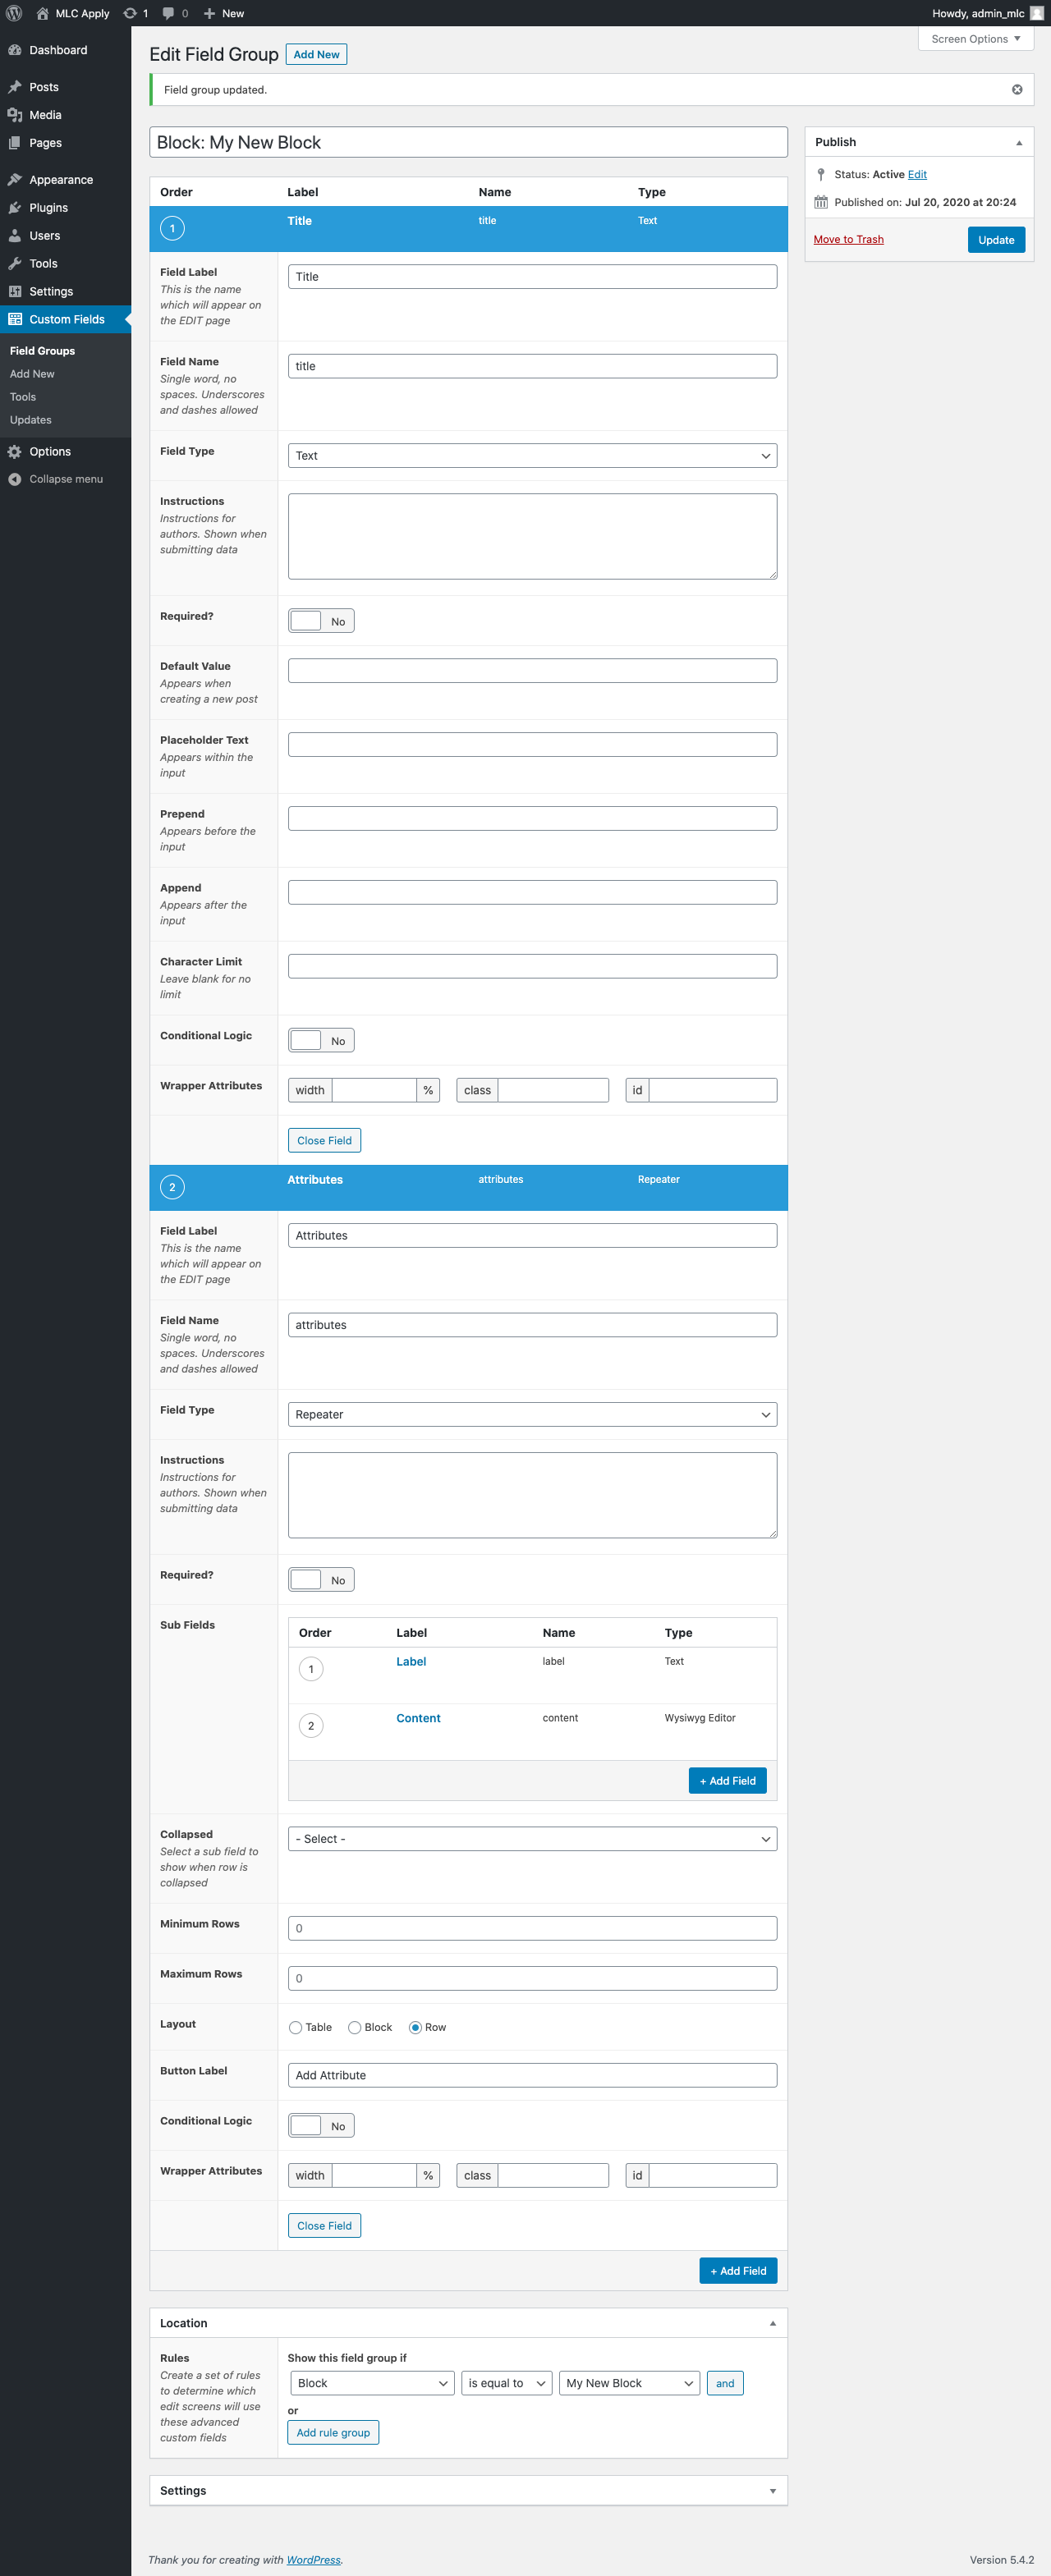 MLC Apply 1 0 New Howdy, admin_mlc
Screen Options
Dashboard
Posts
Media
Pages
Appearance
Plugins
Users
Tools
Settings
Custom Fields
Field Groups
Add New
Tools
Updates
Options
Collapse menu
Edit Field Group Add New
Field group updated.
Block: My New Block
Order Label Name Type
1 Title title Text
Field Label
This is the name
which will appear on
the EDIT page
Title
Field Name
Single word, no
spaces. Underscores
and dashes allowed
title
Field Type
Text
Instructions
Instructions for
authors. Shown when
submitting data
Required?
No
Default Value
Appears when
creating a new post
Placeholder Text
Appears within the
input
Prepend
Appears before the
input
Append
Appears after the
input
Character Limit
Leave blank for no
limit
Conditional Logic
No
Wrapper Attributes
width % class id
Close Field
2 Attributes attributes Repeater
Field Label
This is the name
which will appear on
the EDIT page
Attributes
Field Name
Single word, no
spaces. Underscores
and dashes allowed
attributes
Field Type
Repeater
Instructions
Instructions for
authors. Shown when
submitting data
Required?
No
Sub Fields
Order Label Name Type
1 Label label Text
2 Content content Wysiwyg Editor
+ Add Field
Collapsed
Select a sub field to
show when row is
collapsed
- Select -
Minimum Rows
0
Maximum Rows
0
Layout
Table Block Row
Button Label
Add Attribute
Conditional Logic
No
Wrapper Attributes
width % class id
Close Field
+ Add Field
Location
Rules
Create a set of rules
to determine which
edit screens will use
these advanced
custom fields
Show this field group if
Block is equal to My New Block and
or
Add rule group
Settings
Publish
Status: Active Edit
Published on: Jul 20, 2020 at 20:24
Move to Trash Update
Thank you for creating with WordPress. Version 5.4.2